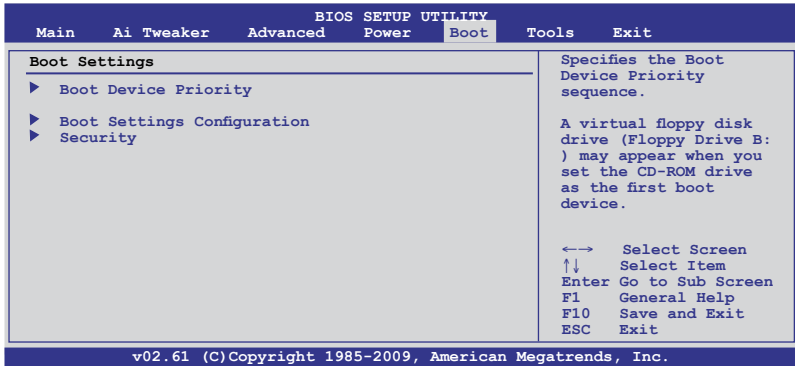 BIOS SETUP UTILITY
Main Ai Tweaker Advanced Power Boot Tools Exit
Boot Settings
Boot Device Priority
Boot Settings Configuration
Security
Specifies the Boot
Device Priority
sequence.
A virtual floppy disk
drive (Floppy Drive B:
) may appear when you
set the CD-ROM drive
as the first boot
device.
←→ Select Screen
↑↓ Select Item
Enter Go to Sub Screen
F1 General Help
F10 Save and Exit
ESC Exit
v02.61 (C)Copyright 1985-2009, American Megatrends, Inc.